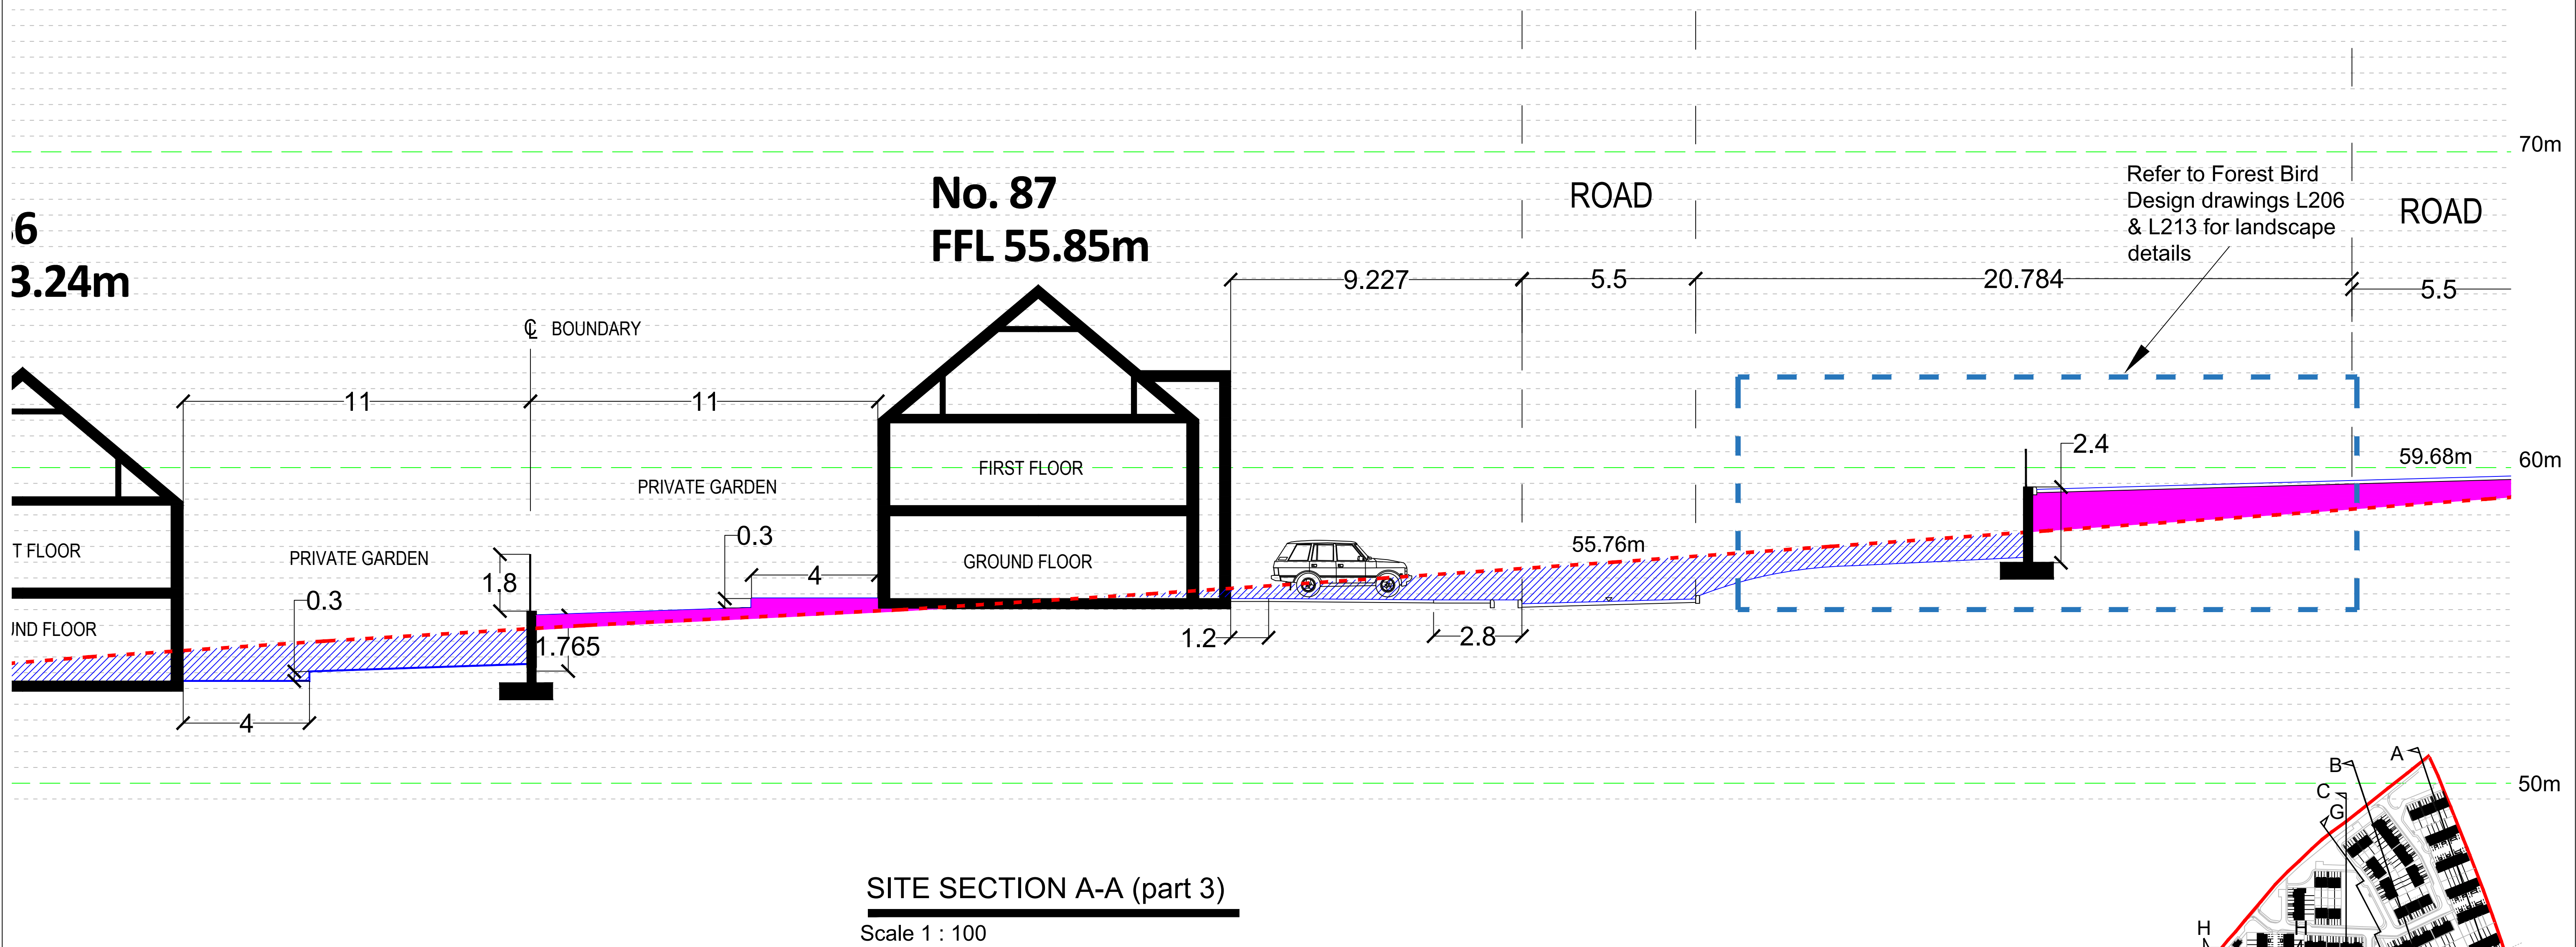 70m
Refer to Forest Bird
Design drawings L206
& L213 for landscape
details
No. 87
FFL 55.85m
ROAD
ROAD
6
3.24m
9.227
5.5
20.784
5.5
℄ BOUNDARY
11
11
2.4
59.68m
60m
FIRST FLOOR
PRIVATE GARDEN
0.3
55.76m
T FLOOR
PRIVATE GARDEN
GROUND FLOOR
4
1.8
0.3
UND FLOOR
1.765
1.2
2.8
4
50m
A
B
C
G
H
H
SITE SECTION A-A (part 3)
Scale 1 : 100